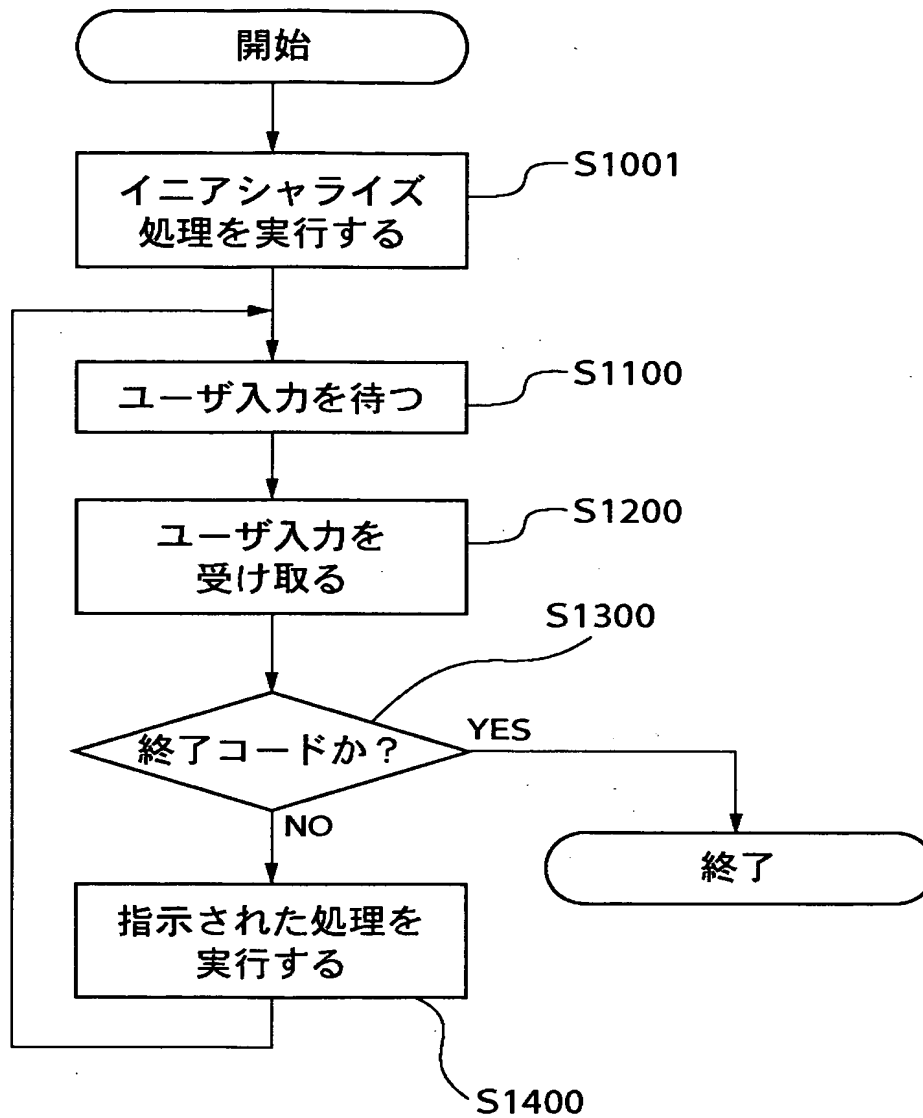 開始
イニアシャライズ
処理を実行する
S1001
ユーザ入力を待つ
S1100
ユーザ入力を
受け取る
S1200
S1300
終了コードか？
YES
NO
終了
指示された処理を
実行する
S1400